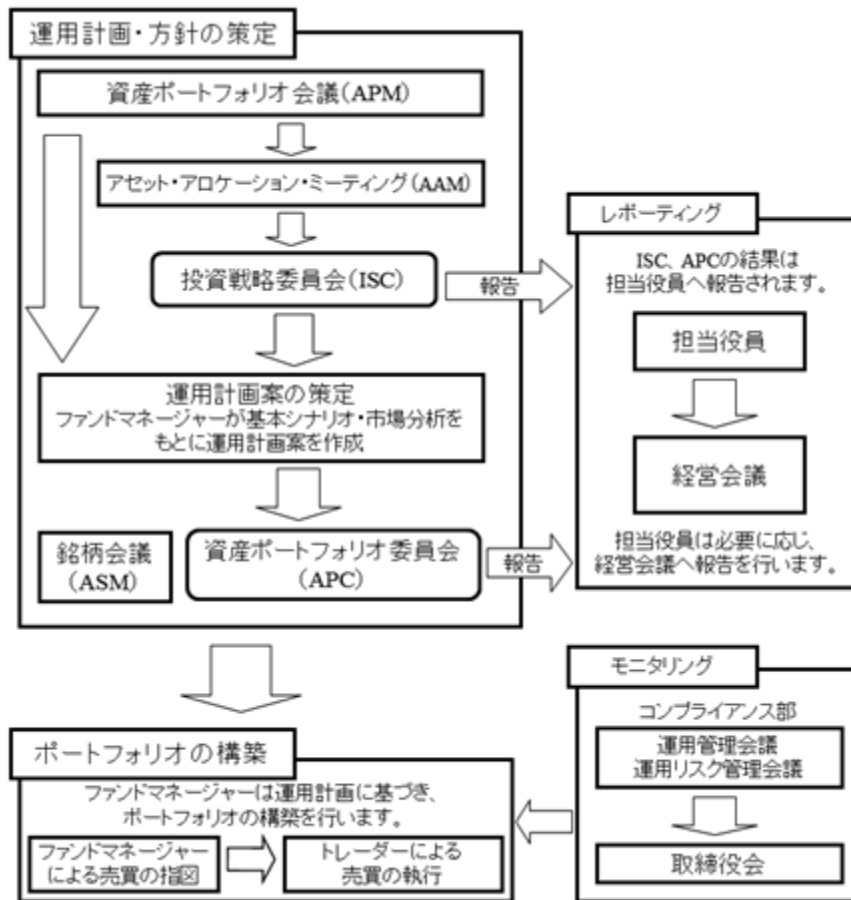 運用計画・方針の策定
資産ポートフォリオ会議(APM)
アセット・アロケーション・ミーティング(AAM)
投資戦略委員会(ISC)
報告
運用計画案の策定
ファンドマネージャーが基本シナリオ・市場分析を
もとに運用計画案を作成
銘柄会議
(ASM)
資産ポートフォリオ委員会
(APC)
報告
レポーティング
ISC、APCの結果は
担当役員へ報告されます。
担当役員
経営会議
担当役員は必要に応じ、
経営会議へ報告を行います。
ポートフォリオの構築
ファンドマネージャーは運用計画に基づき、
ポートフォリオの構築を行います。
ファンドマネージャー
による売買の指図
トレーダーによる
売買の執行
モニタリング
コンプライアンス部
運用管理会議
運用リスク管理会議
取締役会